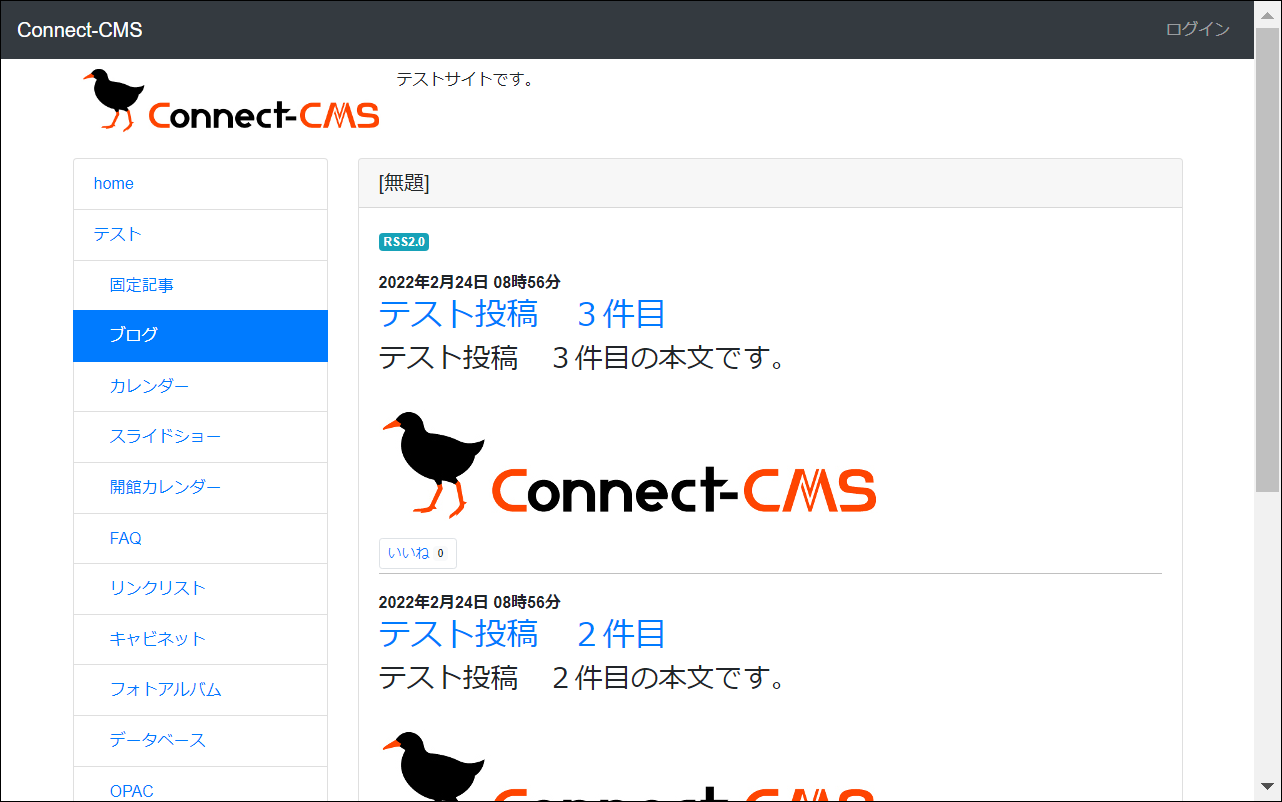 Connect-CMS
ログイン
Connect-CMS
テストサイトです。
home
テスト
固定記事
ブログ
カレンダー
スライドショー
開館カレンダー
FAQ
リンクリスト
キャビネット
フォトアルバム
データベース
OPAC
[無題]
RSS2.0
2022年2月24日 08時56分
テスト投稿　３件目
テスト投稿　３件目の本文です。
Connect-CMS
いいね 0
2022年2月24日 08時56分
テスト投稿　２件目
テスト投稿　２件目の本文です。